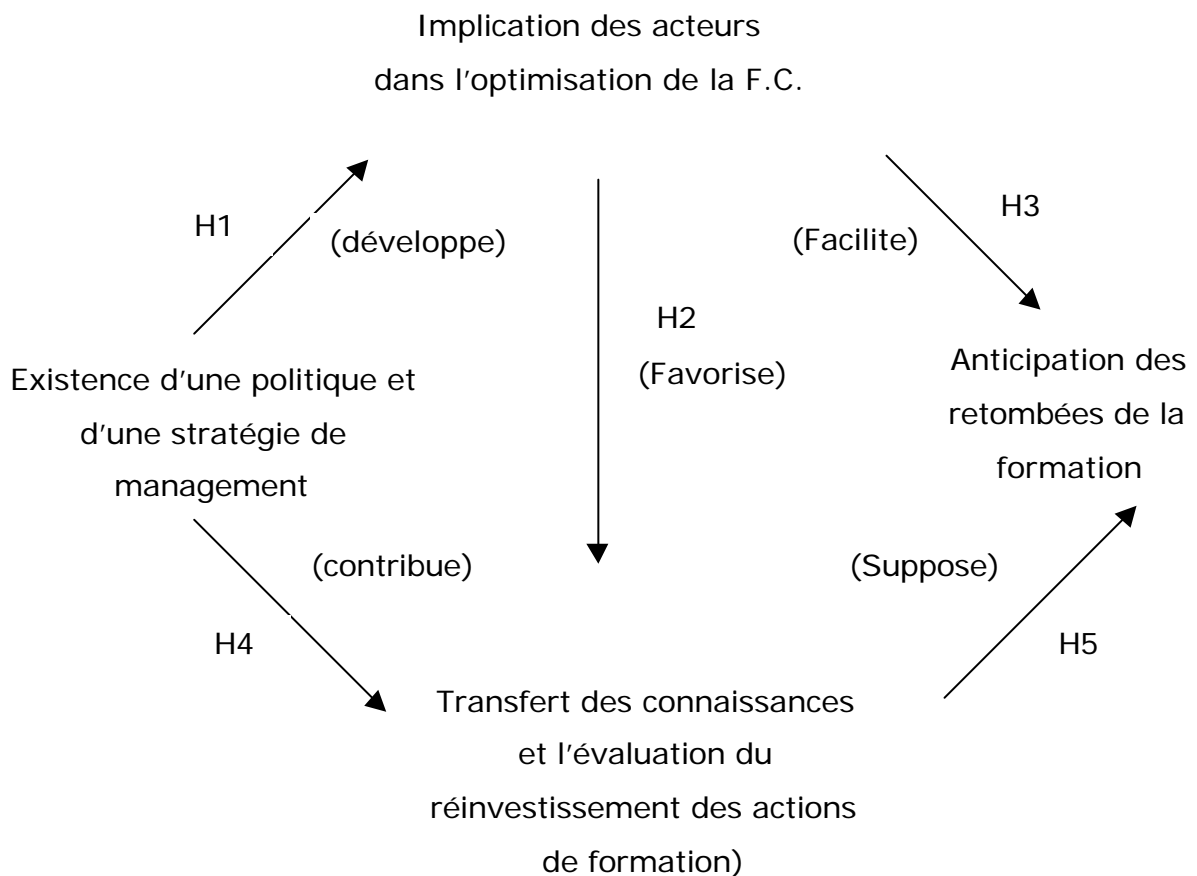 Implication des acteurs
dans l'optimisation de la F.C.
H1
(développe)
(Facilite)
H3
H2
(Favorise)
Existence d'une politique et
d'une stratégie de
management
Anticipation des
retombées de la
formation
(contribue)
H4
(Suppose)
H5
Transfert des connaissances
et l'évaluation du
réinvestissement des actions
de formation)